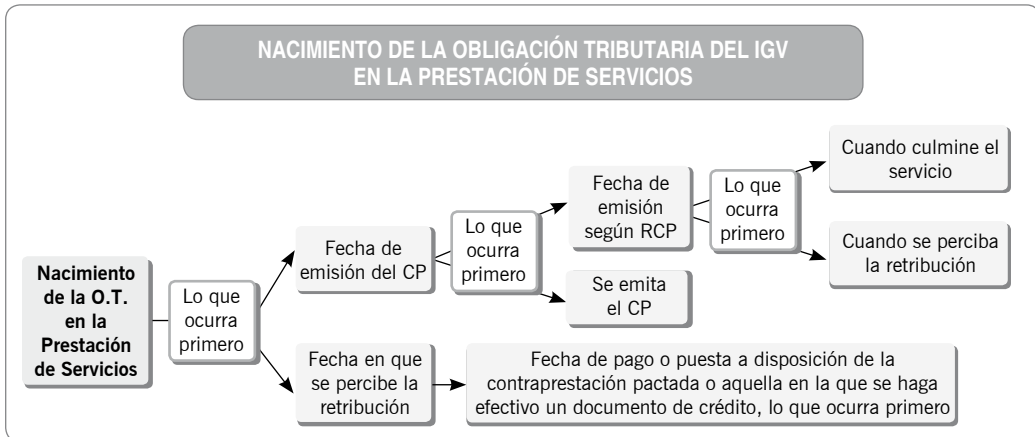 NACIMIENTO DE LA OBLIGACIÓN TRIBUTARIA DEL IGV
EN LA PRESTACIÓN DE SERVICIOS
Nacimiento
de la O.T.
en la
Prestación
de Servicios
Lo que
ocurra
primero
Fecha de
emisión del CP
Lo que
ocurra
primero
Fecha de
emisión
según RCP
Lo que
ocurra
primero
Cuando culmine el
servicio
Cuando se perciba
la retribución
Se emita
el CP
Fecha en que
se percibe la
retribución
Fecha de pago o puesta a disposición de la
contraprestación pactada o aquella en la que se haga
efectivo un documento de crédito, lo que ocurra primero